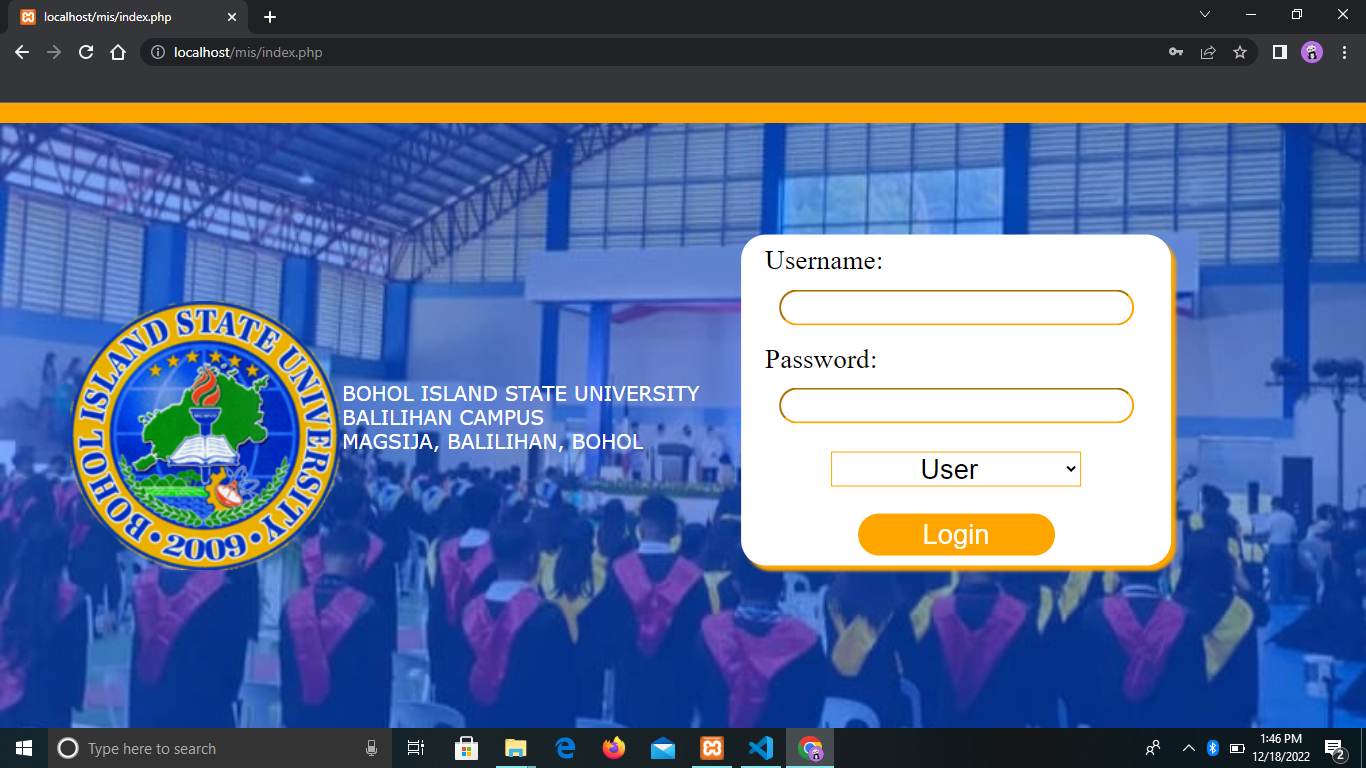 localhost/mis/index.php
localhost/mis/index.php
BOHOL ISLAND STATE UNIVERSITY
2009
BOHOL ISLAND STATE UNIVERSITY
BALILIHAN CAMPUS
MAGSIJA, BALILIHAN, BOHOL
Username:
Password:
User
Login
Type here to search
1:46 PM
12/18/2022
2